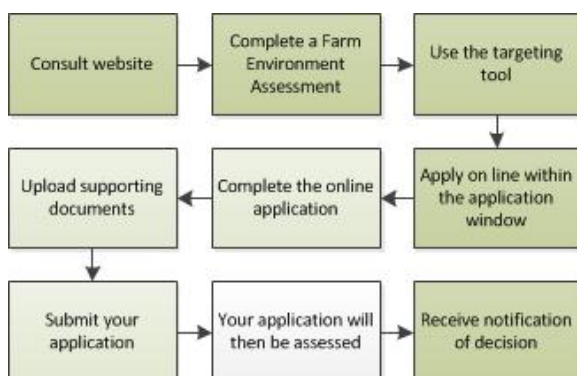 Consult website
Complete a Farm
Environment
Assessment
Use the targeting
tool
Apply on line within
the application
window
Complete the online
application
Upload supporting
documents
Submit your
application
Your application will
then be assessed
Receive notification
of decision